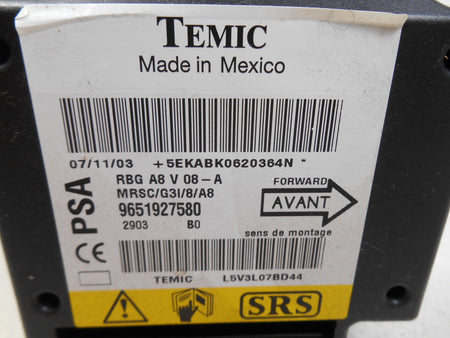 TEMIC
Made in Mexico
07/11/03 +5EKABK0620364N *
PSA
RBG A8 V 08-A
MRSC/G3I/8/A8
9651927580
2903 B0
FORWARD
AVANT
sens de montage
CE
TEMIC L5V3L07BD44
SRS